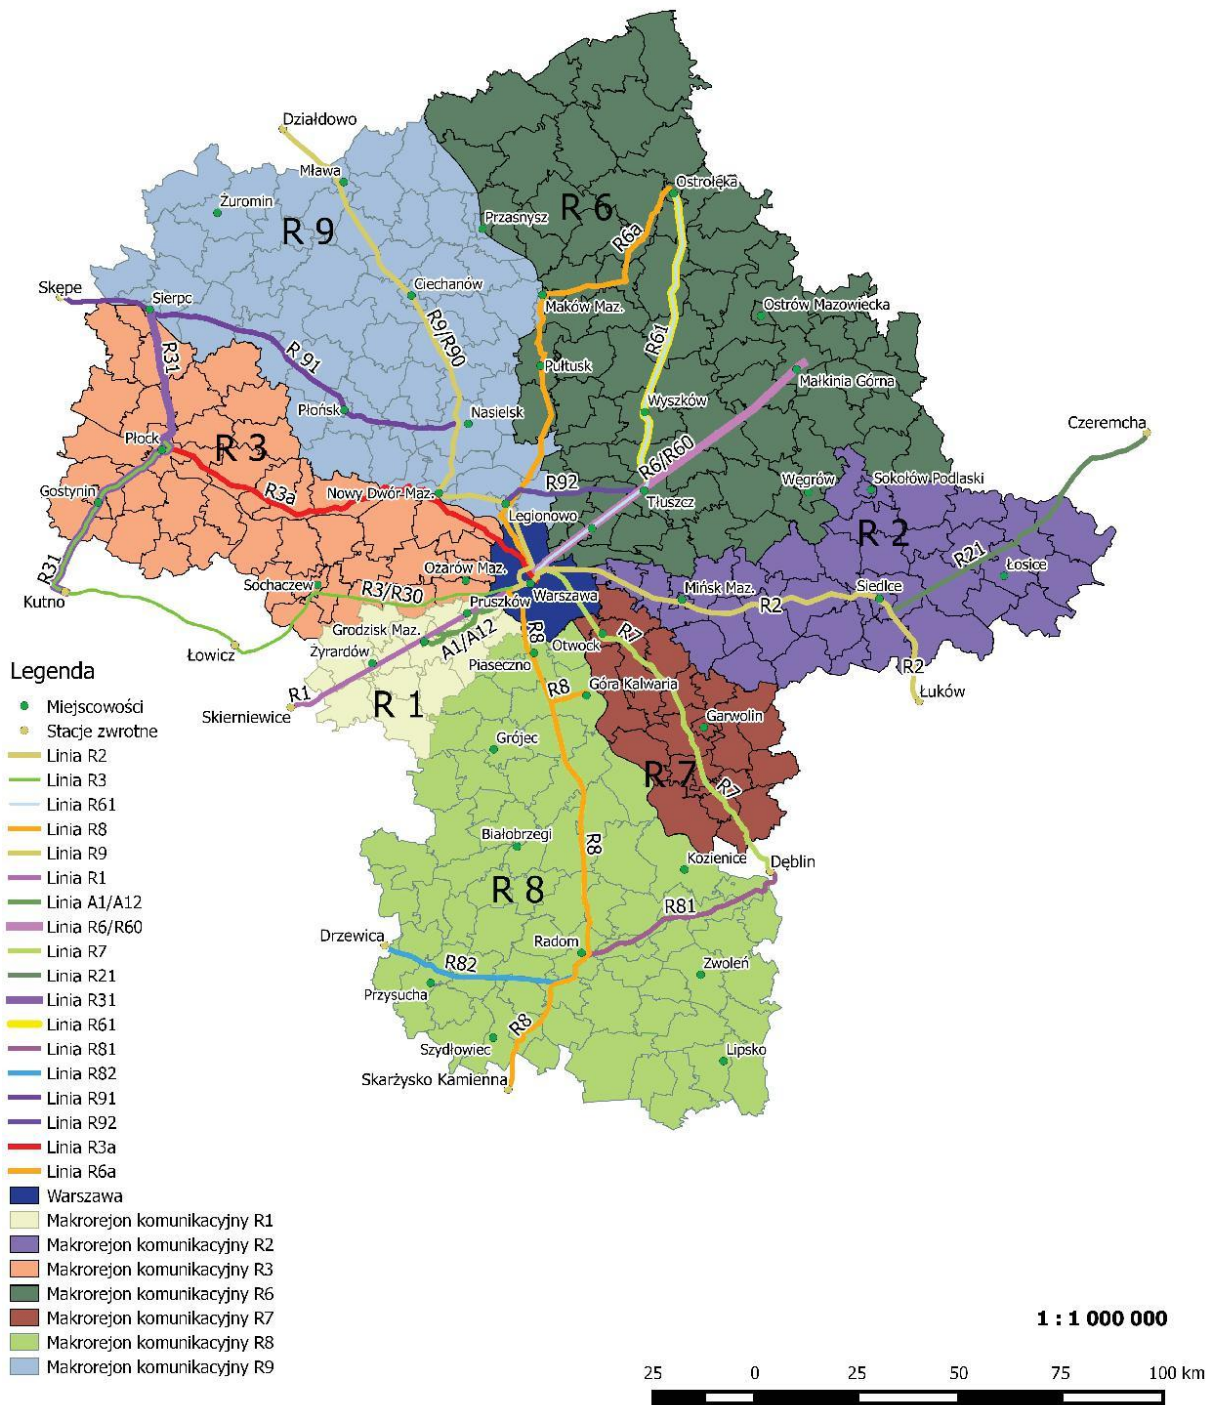 Działdowo
Mława
Żuromin
R 9
Przasnysz
R 6
Ostrołęka
R6a
Skępe
Sierpc
Ciechanów
Maków Maz.
Ostrów Mazowiecka
R9/R90
R61
R31
R 91
Pułtusk
Małkinia Górna
Płońsk
Nasielsk
Wyszków
Czeremcha
Płock
R 3
R6/R60
Gostynin
R3a
Nowy Dwór Maz.
R92
Tłuszcz
Węgrów
Sokołów Podlaski
Legionowo
R 2
R21
R31
Kutno
Sochaczew
Ożarów Maz.
R3/R30
Pruszków
Warszawa
Mińsk Maz.
R2
Siedlce
Łosice
Łowicz
Grodzisk Maz.
A1/A12
R8
Otwock
R7
Żyrardów
Piaseczno
R2
Łuków
R1
Skierniewice
R 1
R8
Góra Kalwaria
Garwolin
Grójec
R 7
R7
Białobrzegi
R8
Kozienice
Dęblin
R 8
R81
Drzewica
Radom
R82
Zwoleń
Przysucha
R8
Szydłowiec
Lipsko
Skarżysko Kamienna
Legenda
Miejscowości
Stacje zwrotne
Linia R2
Linia R3
Linia R61
Linia R8
Linia R9
Linia R1
Linia A1/A12
Linia R6/R60
Linia R7
Linia R21
Linia R31
Linia R61
Linia R81
Linia R82
Linia R91
Linia R92
Linia R3a
Linia R6a
Warszawa
Makrorejon komunikacyjny R1
Makrorejon komunikacyjny R2
Makrorejon komunikacyjny R3
Makrorejon komunikacyjny R6
Makrorejon komunikacyjny R7
Makrorejon komunikacyjny R8
Makrorejon komunikacyjny R9
1 : 1 000 000
25 0 25 50 75 100 km